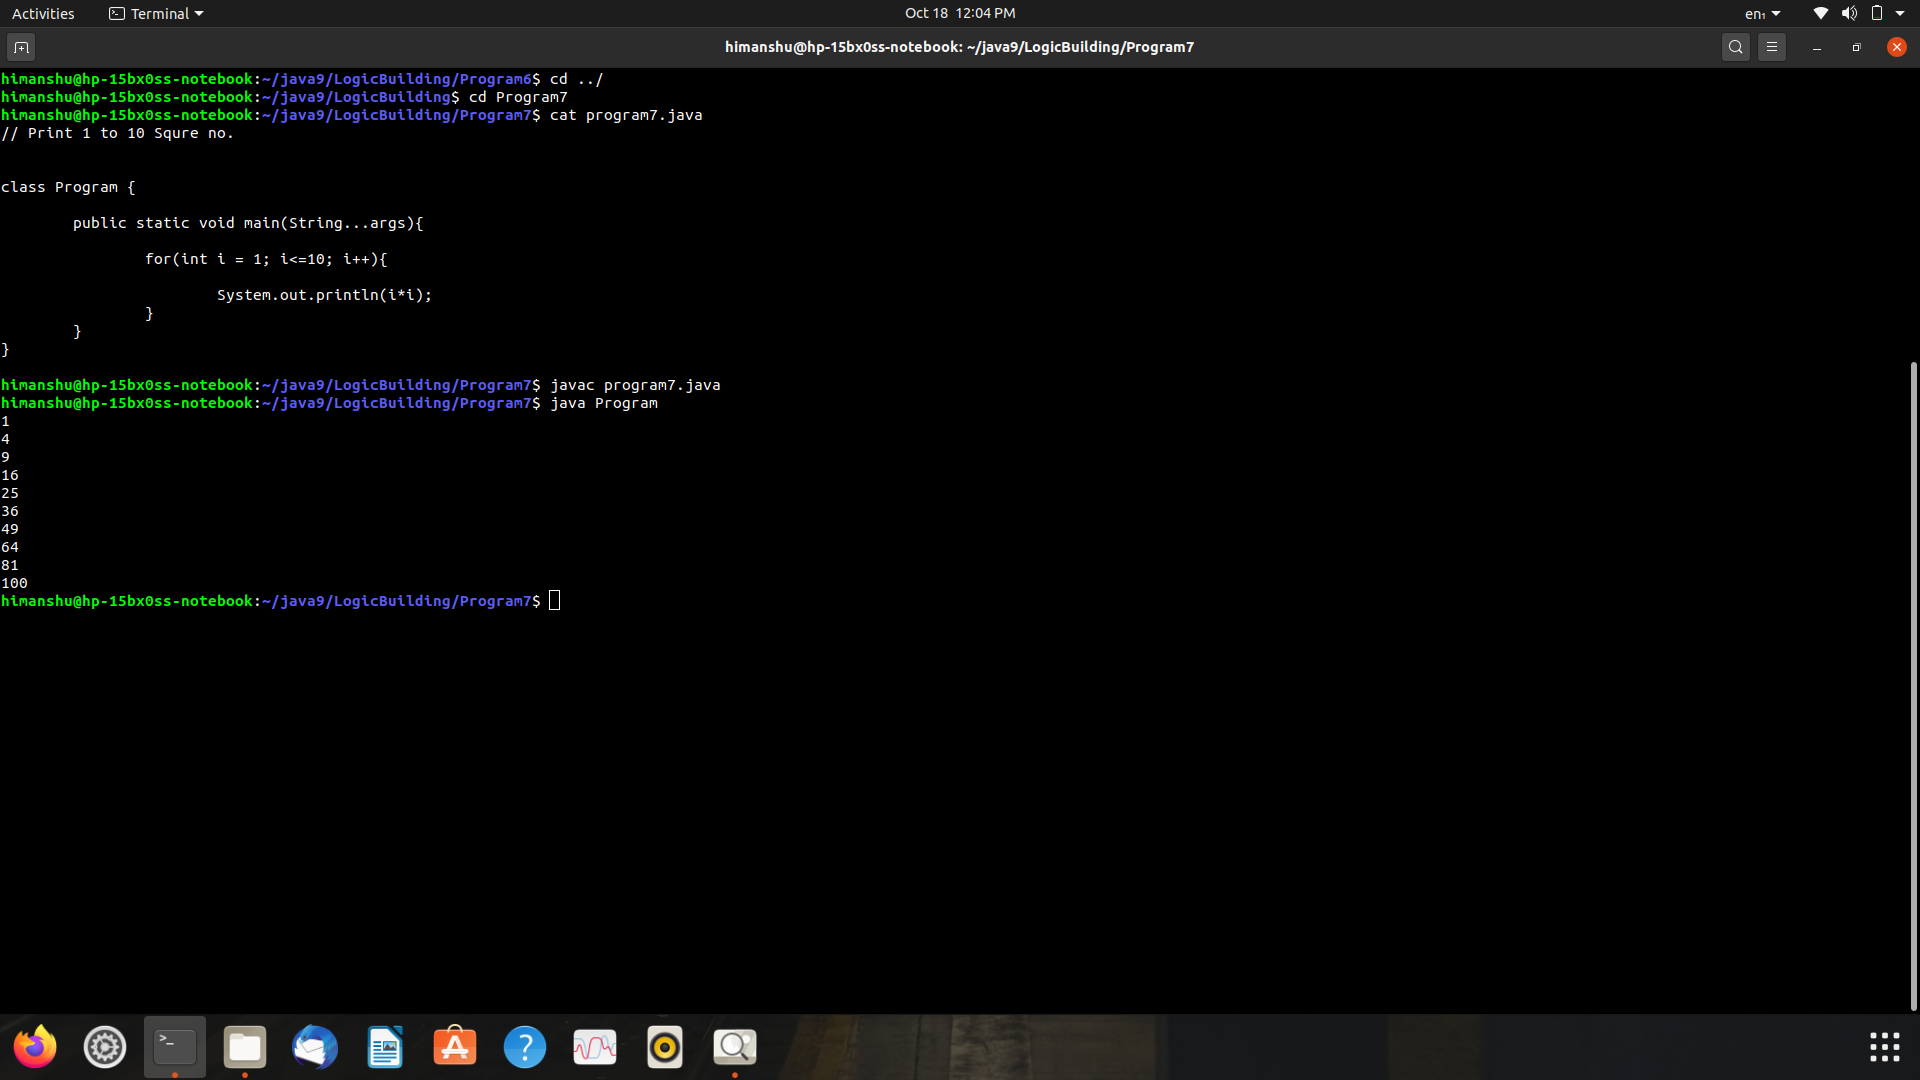 Activities Terminal Oct 18 12:04 PM en₁
himanshu@hp-15bx0ss-notebook: ~/java9/LogicBuilding/Program7
himanshu@hp-15bx0ss-notebook:~/java9/LogicBuilding/Program6$ cd ../
himanshu@hp-15bx0ss-notebook:~/java9/LogicBuilding$ cd Program7
himanshu@hp-15bx0ss-notebook:~/java9/LogicBuilding/Program7$ cat program7.java
// Print 1 to 10 Squre no.
class Program {
public static void main(String...args){
for(int i = 1; i<=10; i++){
System.out.println(i*i);
}
}
}
himanshu@hp-15bx0ss-notebook:~/java9/LogicBuilding/Program7$ javac program7.java
himanshu@hp-15bx0ss-notebook:~/java9/LogicBuilding/Program7$ java Program
1
4
9
16
25
36
49
64
81
100
himanshu@hp-15bx0ss-notebook:~/java9/LogicBuilding/Program7$